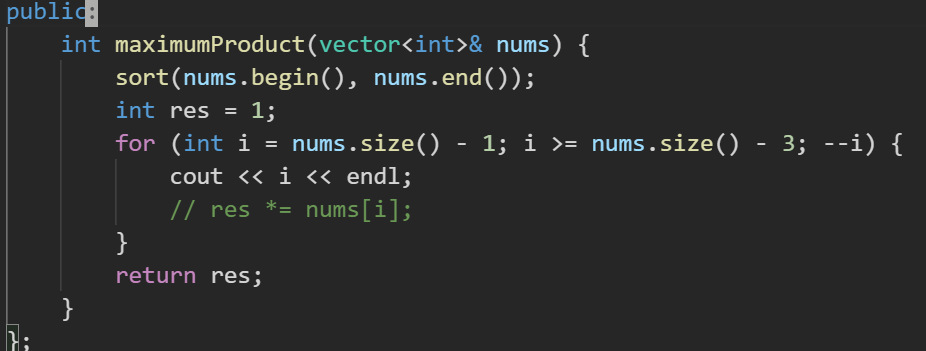 public:
    int maximumProduct(vector<int>& nums) {
        sort(nums.begin(), nums.end());
        int res = 1;
        for (int i = nums.size() - 1; i >= nums.size() - 3; --i) {
            cout << i << endl;
            // res *= nums[i];
        }
        return res;
    }
};